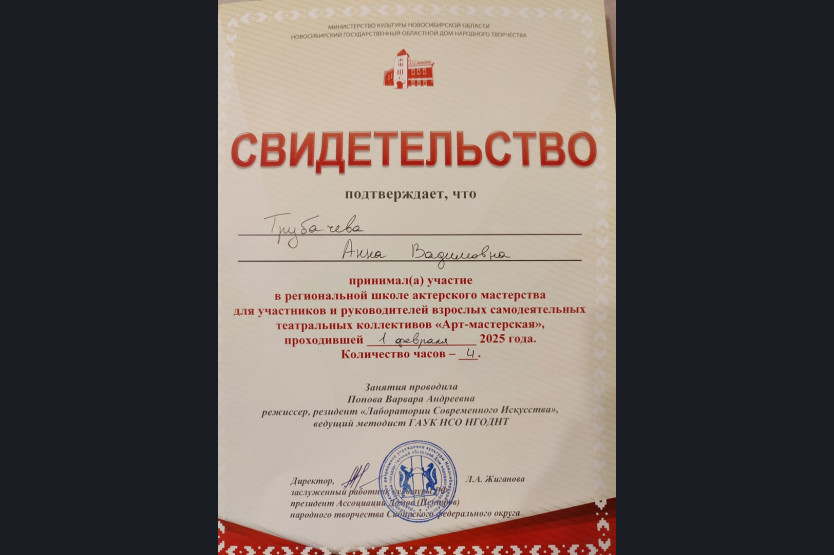 МИНИСТЕРСТВО КУЛЬТУРЫ НОВОСИБИРСКОЙ ОБЛАСТИ
НОВОСИБИРСКИЙ ГОСУДАРСТВЕННЫЙ ОБЛАСТНОЙ ДОМ НАРОДНОГО ТВОРЧЕСТВА
СВИДЕТЕЛЬСТВО
подтверждает, что
Трубачева
Анна Вадимовна
принимал(а) участие
в региональной школе актерского мастерства
для участников и руководителей взрослых самодеятельных
театральных коллективов «Арт-мастерская»,
проходившей 1 февраля 2025 года.
Количество часов – 4.
Занятия проводила
Попова Варвара Андреевна
режиссер, резидент «Лаборатории Современного Искусства»,
ведущий методист ГАУК НСО НГОДНТ
Директор, Л.А. Жиганова
заслуженный работник культуры РФ,
президент Ассоциации Домов (Центров)
народного творчества Сибирского федерального округа